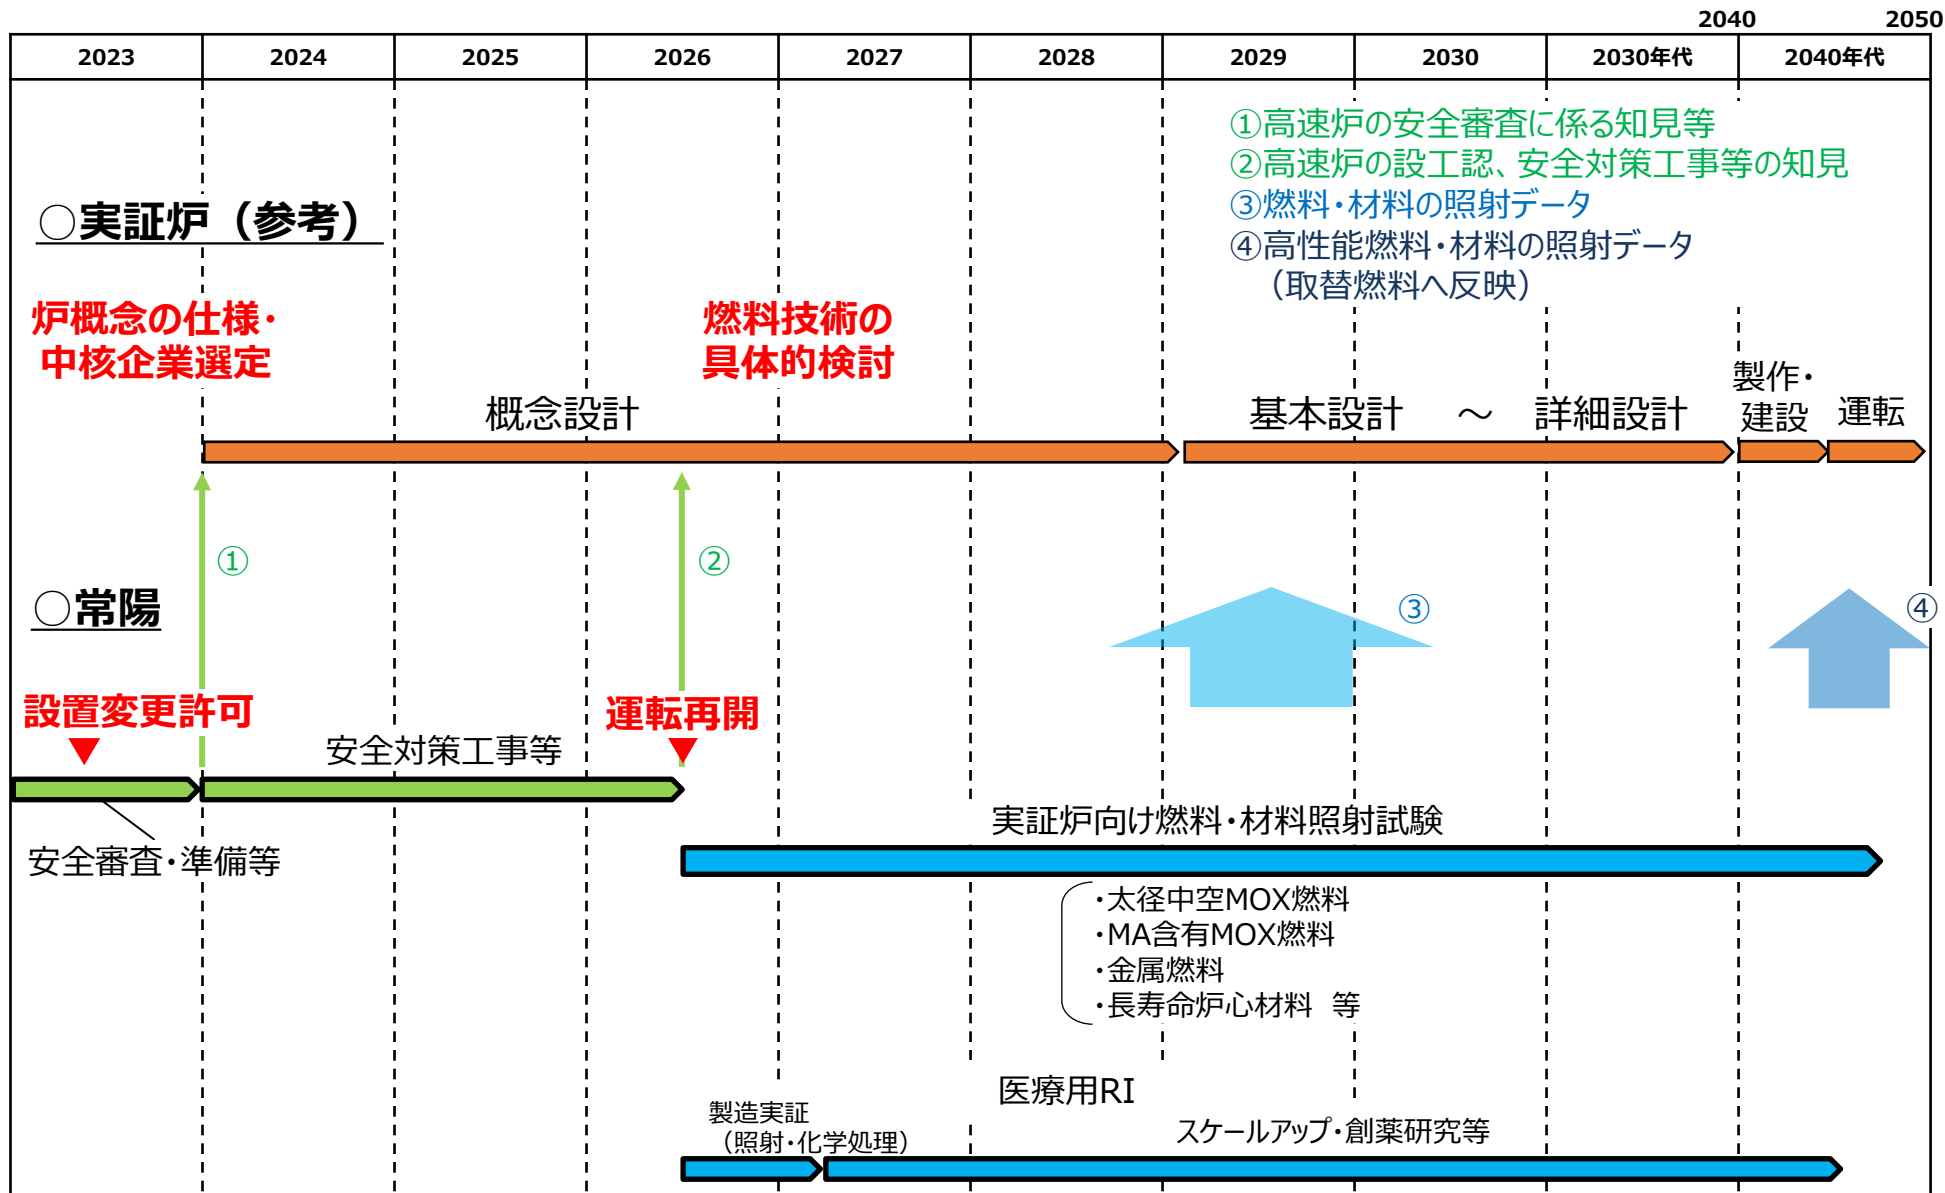 2040
2050
2023
2024
2025
2026
2027
2028
2029
2030
2030年代
2040年代
①高速炉の安全審査に係る知見等
②高速炉の設工認、安全対策工事等の知見
③燃料・材料の照射データ
④高性能燃料・材料の照射データ
（取替燃料へ反映）
○実証炉（参考）
炉概念の仕様・
中核企業選定
燃料技術の
具体的検討
概念設計
基本設計　～　詳細設計
製作・
建設
運転
①
②
③
④
○常陽
設置変更許可
運転再開
安全対策工事等
安全審査・準備等
実証炉向け燃料・材料照射試験
・太径中空MOX燃料
・MA含有MOX燃料
・金属燃料
・長寿命炉心材料　等
医療用RI
製造実証
（照射・化学処理）
スケールアップ・創薬研究等